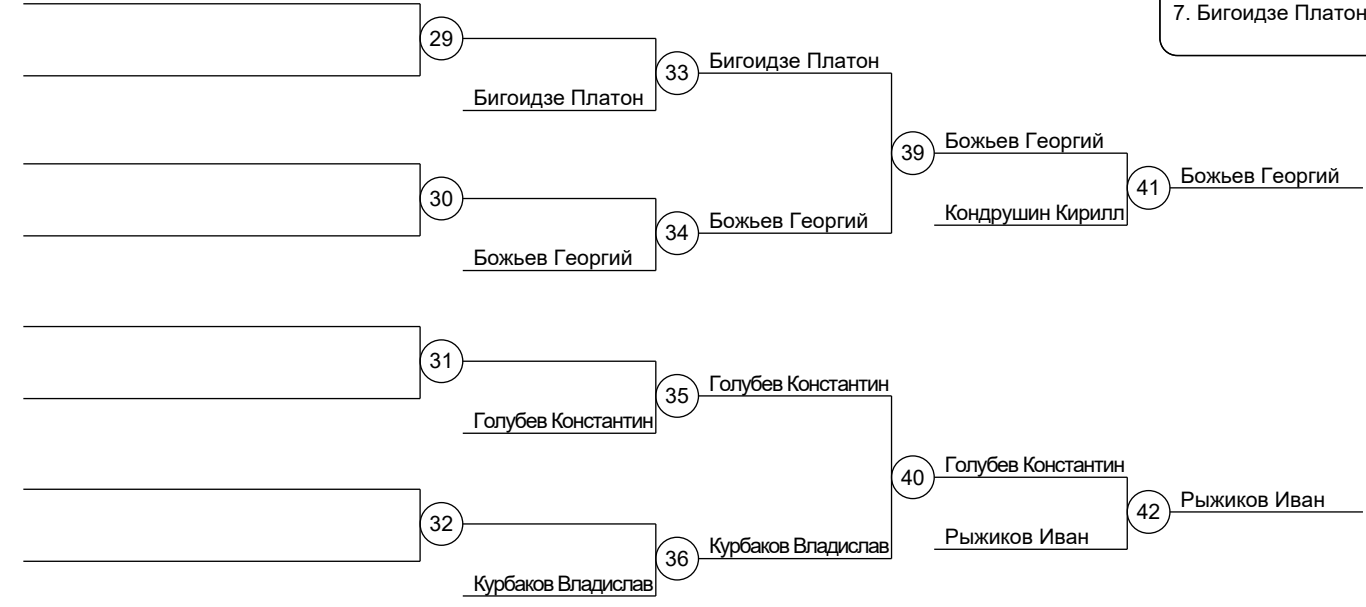 7. Бигоидзе Платон
29
Бигоидзе Платон
33
Бигоидзе Платон
Божьев Георгий
39
Божьев Георгий
41
Кондрушин Кирилл
30
34
Божьев Георгий
Божьев Георгий
31
35
Голубев Константин
Голубев Константин
40
Голубев Константин
42
Рыжиков Иван
Рыжиков Иван
32
36
Курбаков Владислав
Курбаков Владислав